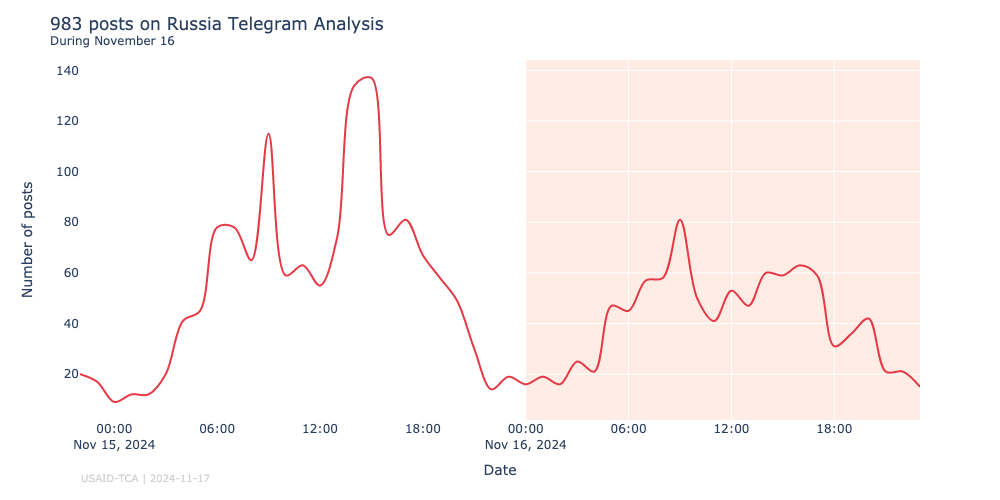 983 posts on Russia Telegram Analysis
During November 16
140
120
100
80
60
40
20
Number of posts
00:00 06:00 12:00 18:00 00:00 06:00 12:00 18:00
Nov 15, 2024 Nov 16, 2024
Date
USAID-TCA | 2024-11-17